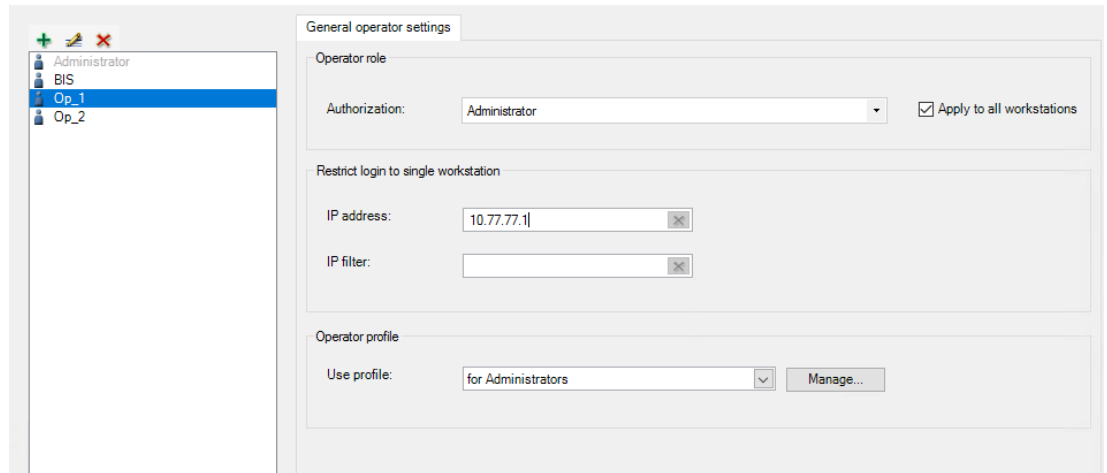 General operator settings
Administrator
BIS
Op_1
Op_2
Operator role
Authorization:
Administrator
Apply to all workstations
Restrict login to single workstation
IP address:
10.77.77.1
IP filter:
Operator profile
Use profile:
for Administrators
Manage...